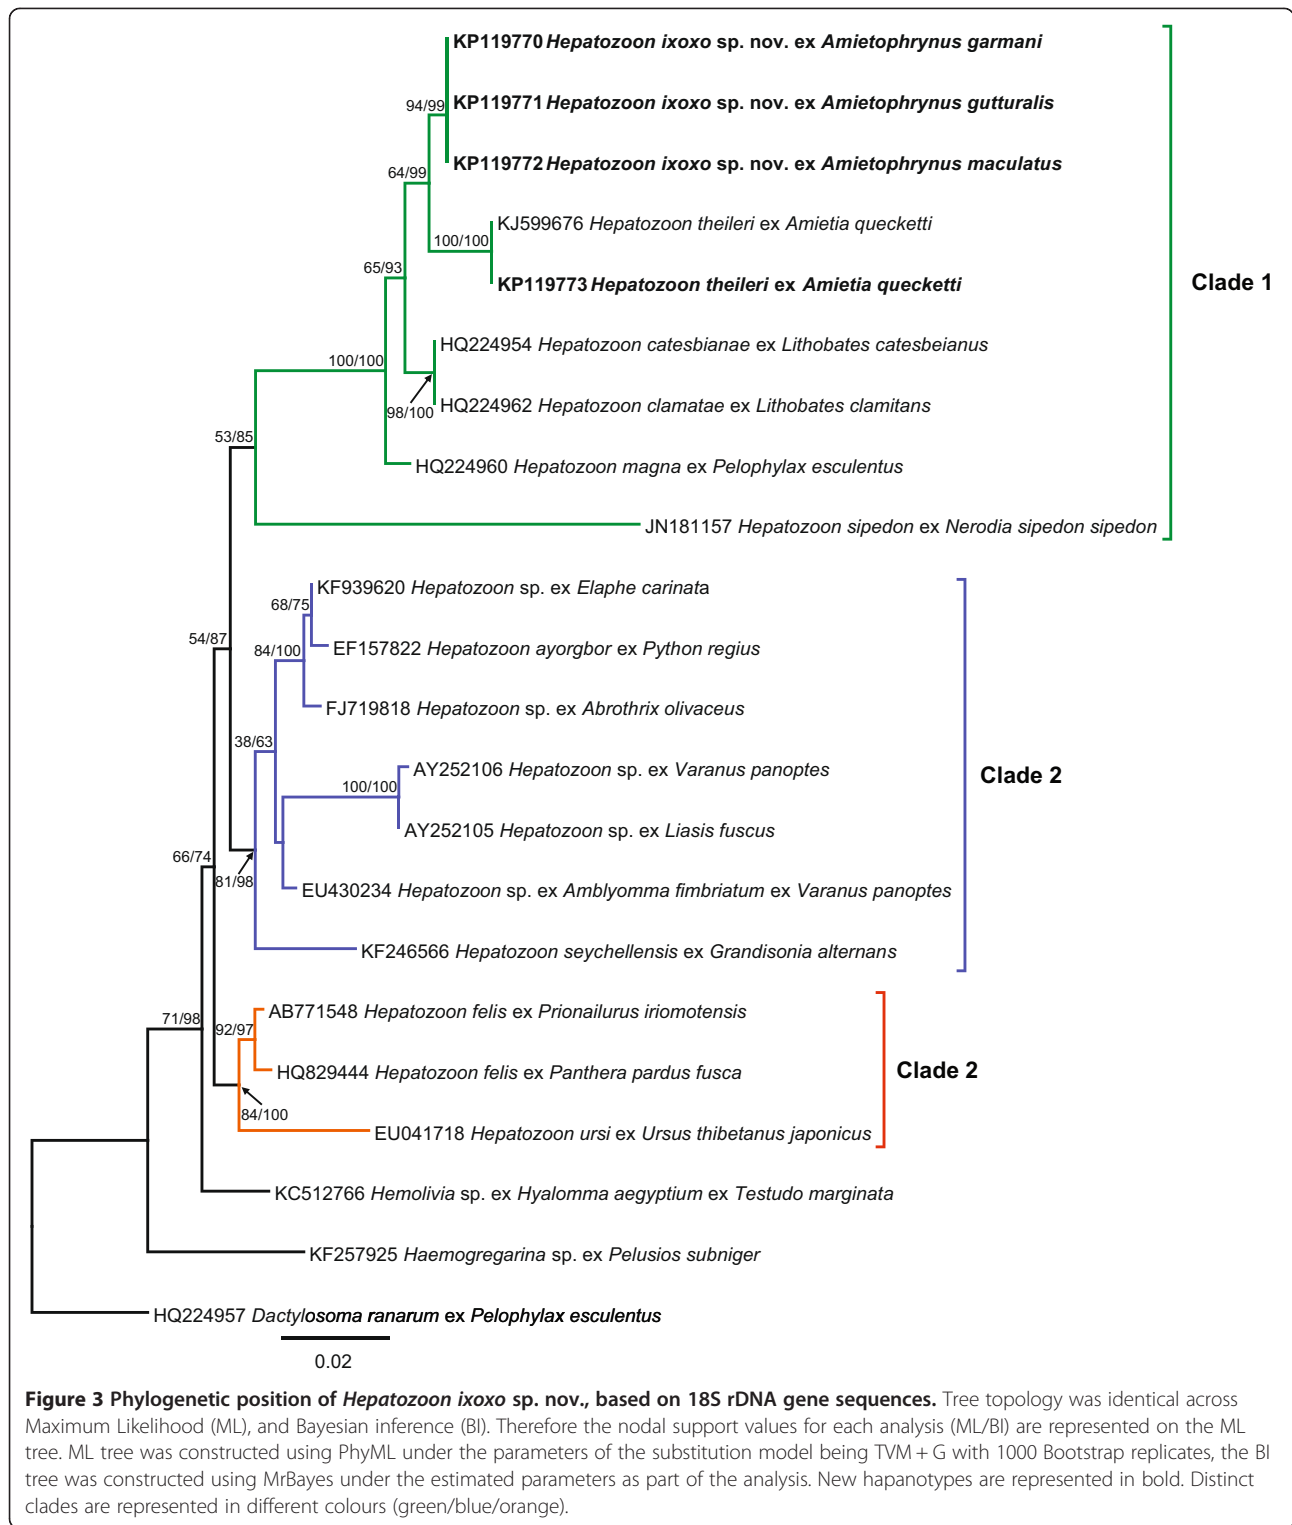 KP119770 Hepatozoon ixoxo sp. nov. ex Amietophrynus garmani
94/99
KP119771 Hepatozoon ixoxo sp. nov. ex Amietophrynus gutturalis
KP119772 Hepatozoon ixoxo sp. nov. ex Amietophrynus maculatus
64/99
KJ599676 Hepatozoon theileri ex Amietia quecketti
100/100
65/93
KP119773 Hepatozoon theileri ex Amietia quecketti
Clade 1
HQ224954 Hepatozoon catesbianae ex Lithobates catesbeianus
100/100
HQ224962 Hepatozoon clamatae ex Lithobates clamitans
98/100
53/85
HQ224960 Hepatozoon magna ex Pelophylax esculentus
JN181157 Hepatozoon sipedon ex Nerodia sipedon sipedon
KF939620 Hepatozoon sp. ex Elaphe carinata
68/75
54/87
84/100
EF157822 Hepatozoon ayorgbor ex Python regius
FJ719818 Hepatozoon sp. ex Abrothrix olivaceus
38/63
AY252106 Hepatozoon sp. ex Varanus panoptes
Clade 2
100/100
AY252105 Hepatozoon sp. ex Liasis fuscus
66/74
81/98
EU430234 Hepatozoon sp. ex Amblyomma fimbriatum ex Varanus panoptes
KF246566 Hepatozoon seychellensis ex Grandisonia alternans
AB771548 Hepatozoon felis ex Prionailurus iriomotensis
71/98
92/97
HQ829444 Hepatozoon felis ex Panthera pardus fusca
Clade 2
84/100
EU041718 Hepatozoon ursi ex Ursus thibetanus japonicus
KC512766 Hemolivia sp. ex Hyalomma aegyptium ex Testudo marginata
KF257925 Haemogregarina sp. ex Pelusios subniger
HQ224957 Dactylosoma ranarum ex Pelophylax esculentus
0.02
Figure 3 Phylogenetic position of Hepatozoon ixoxo sp. nov., based on 18S rDNA gene sequences. Tree topology was identical across
Maximum Likelihood (ML), and Bayesian inference (BI). Therefore the nodal support values for each analysis (ML/BI) are represented on the ML
tree. ML tree was constructed using PhyML under the parameters of the substitution model being TVM + G with 1000 Bootstrap replicates, the BI
tree was constructed using MrBayes under the estimated parameters as part of the analysis. New hapanotypes are represented in bold. Distinct
clades are represented in different colours (green/blue/orange).